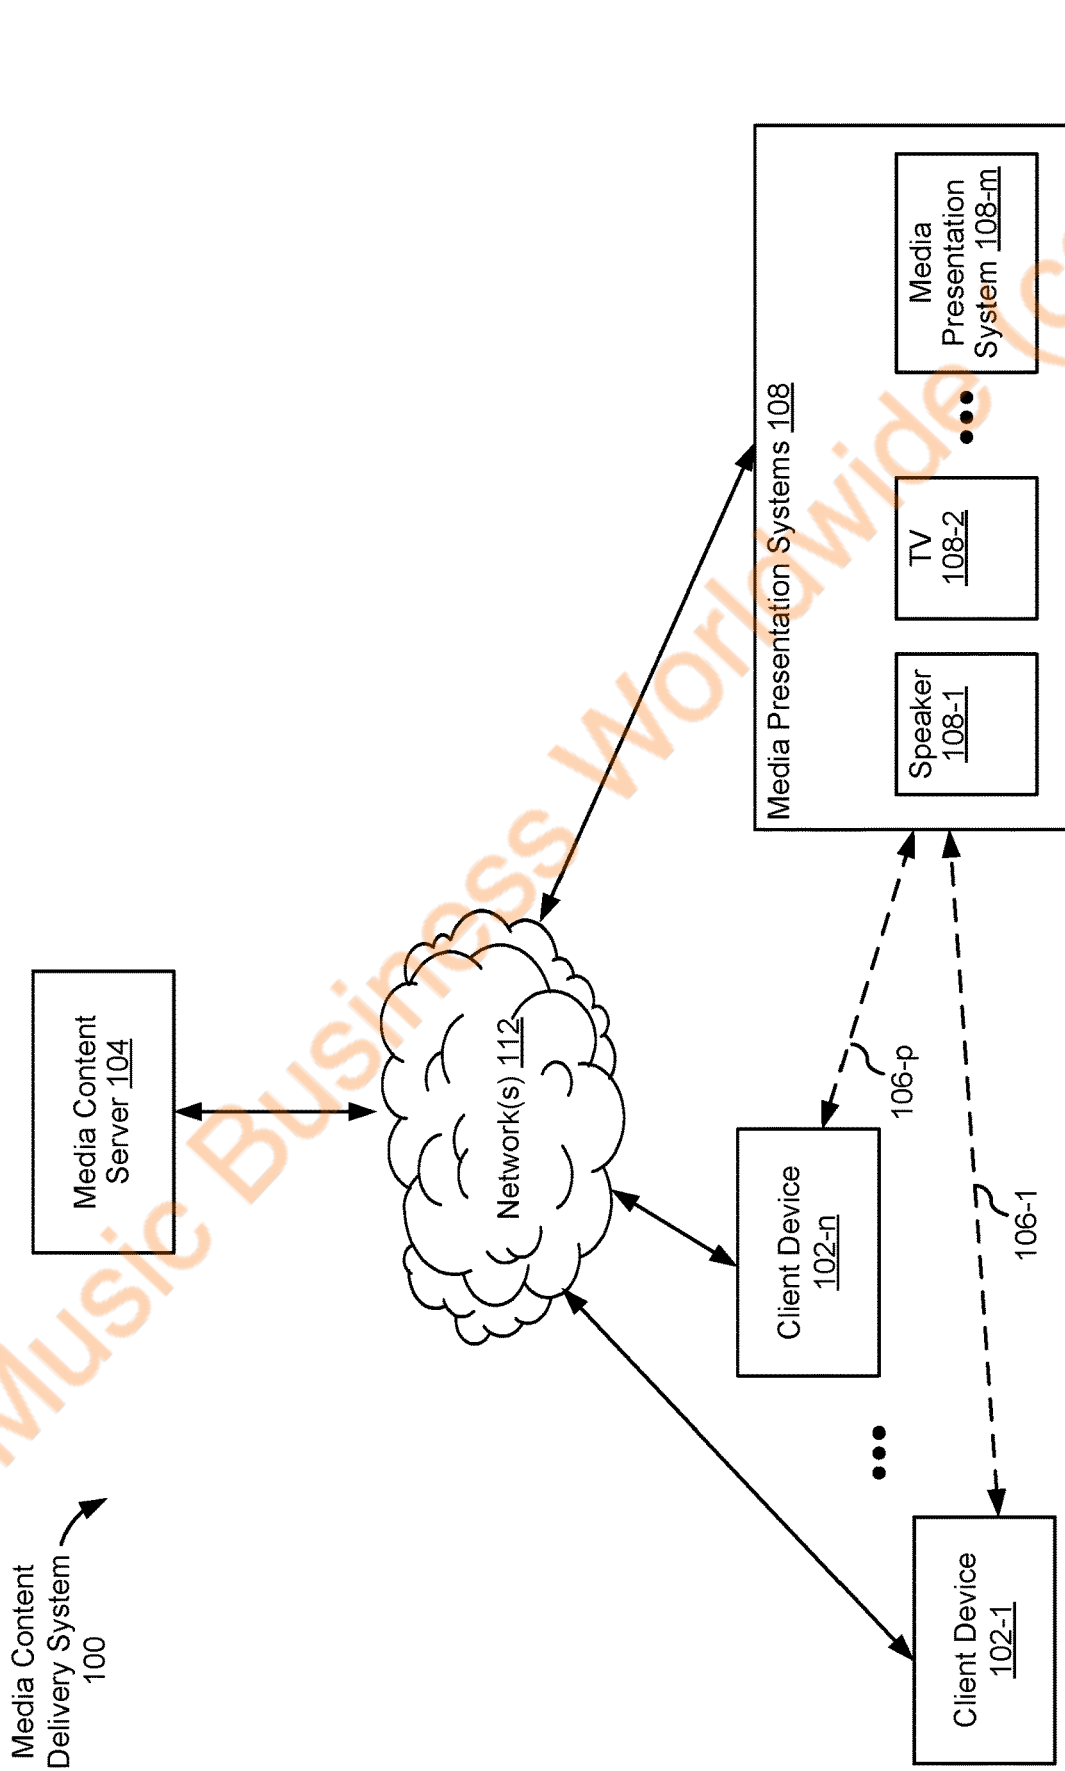 Media Content
Delivery System
100
Media Content
Server 104
Network(s) 112
Client Device
102-1
Client Device
102-n
106-p
106-1
Media Presentation Systems 108
Speaker
108-1
TV
108-2
Media
Presentation
System 108-m
Music Business Worldwide (c